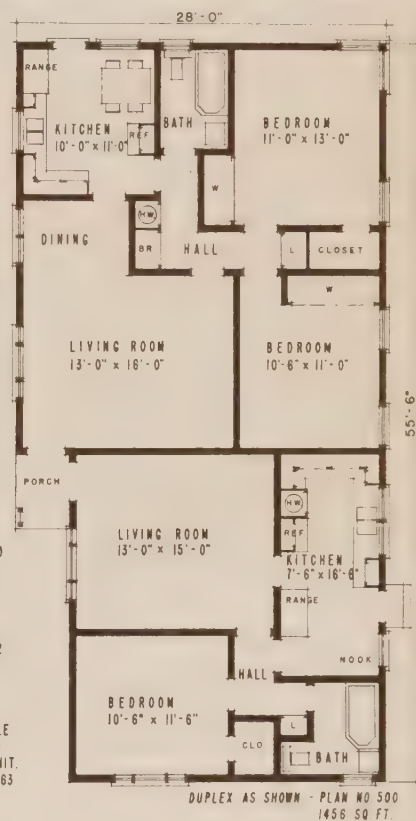 28'-0"
RANGE
KITCHEN
10'-0" x 11'-0"
REF
BATH
BEDROOM
11'-0" x 13'-0"
W
HW
BR
DINING
HALL
L
CLOSET
W
LIVING ROOM
13'-0" x 16'-0"
BEDROOM
10'-6" x 11'-0"
55'-6"
PORCH
LIVING ROOM
13'-0" x 15'-0"
HW
REF
KITCHEN
7'-6" x 16'-6"
RANGE
NOOK
HALL
BEDROOM
10'-6" x 11'-6"
L
CLO
BATH
LE
NIT.
63
DUPLEX AS SHOWN - PLAN NO 500
1456 SQ FT.